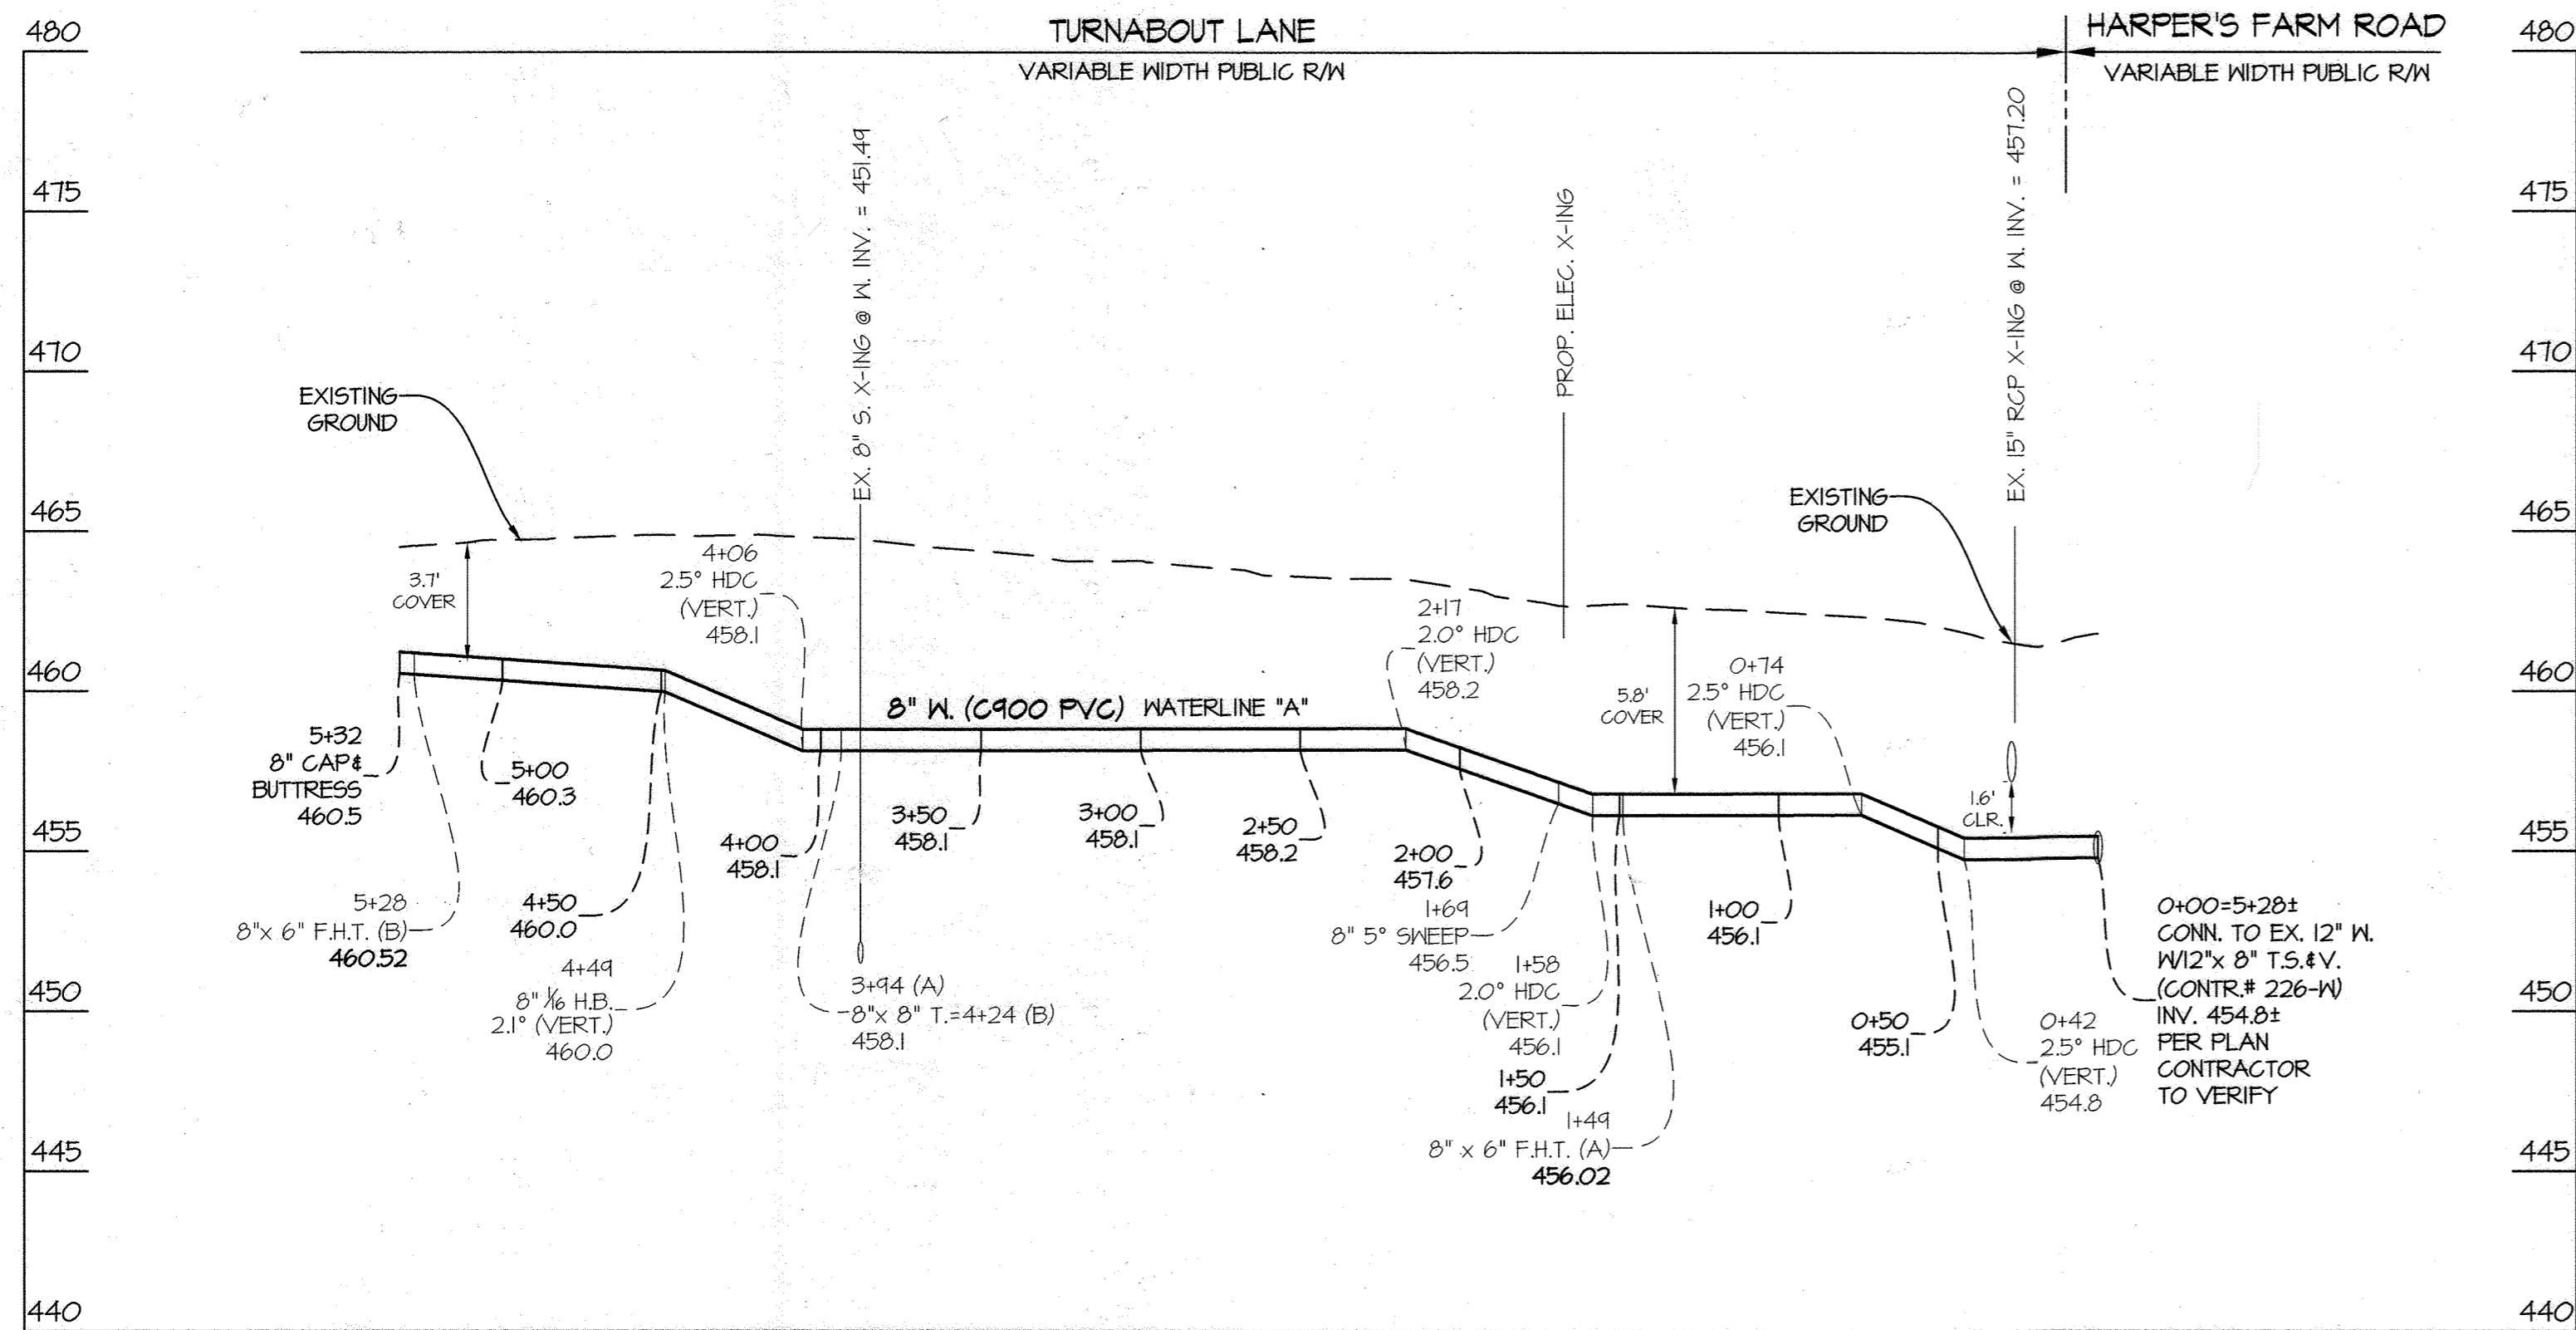 TURNABOUT LANE
VARIABLE WIDTH PUBLIC R/W
HARPER'S FARM ROAD
VARIABLE WIDTH PUBLIC R/W
480
475
470
465
460
455
450
445
440
480
475
470
465
460
455
450
445
440
EX. 8" S. X-ING @ W. INV. = 451.49
PROP. ELEC. X-ING
EX. 15" RCP X-ING @ W. INV. = 457.20
EXISTING
GROUND
EXISTING
GROUND
3.7'
COVER
4+06
2.5° HDC
(VERT.)
458.1
8" W. (C900 PVC) WATERLINE "A"
2+17
2.0° HDC
(VERT.)
458.2
5.8'
COVER
0+74
2.5° HDC
(VERT.)
456.1
1.6'
CLR.
5+32
8" CAP&
BUTTRESS
460.5
5+00
460.3
5+28
8"x 6" F.H.T. (B)
460.52
4+50
460.0
4+49
8" 1/16 H.B.
2.1° (VERT.)
460.0
4+00
458.1
3+94 (A)
8"x 8" T.=4+24 (B)
458.1
3+50
458.1
3+00
458.1
2+50
458.2
2+00
457.6
1+69
8" 5° SWEEP
456.5
1+58
2.0° HDC
(VERT.)
456.1
1+50
456.1
1+49
8" x 6" F.H.T. (A)
456.02
1+00
456.1
0+50
455.1
0+42
2.5° HDC
(VERT.)
454.8
0+00=5+28±
CONN. TO EX. 12" W.
W/12"x 8" T.S.&V.
(CONTR.# 226-W)
INV. 454.8±
PER PLAN
CONTRACTOR
TO VERIFY